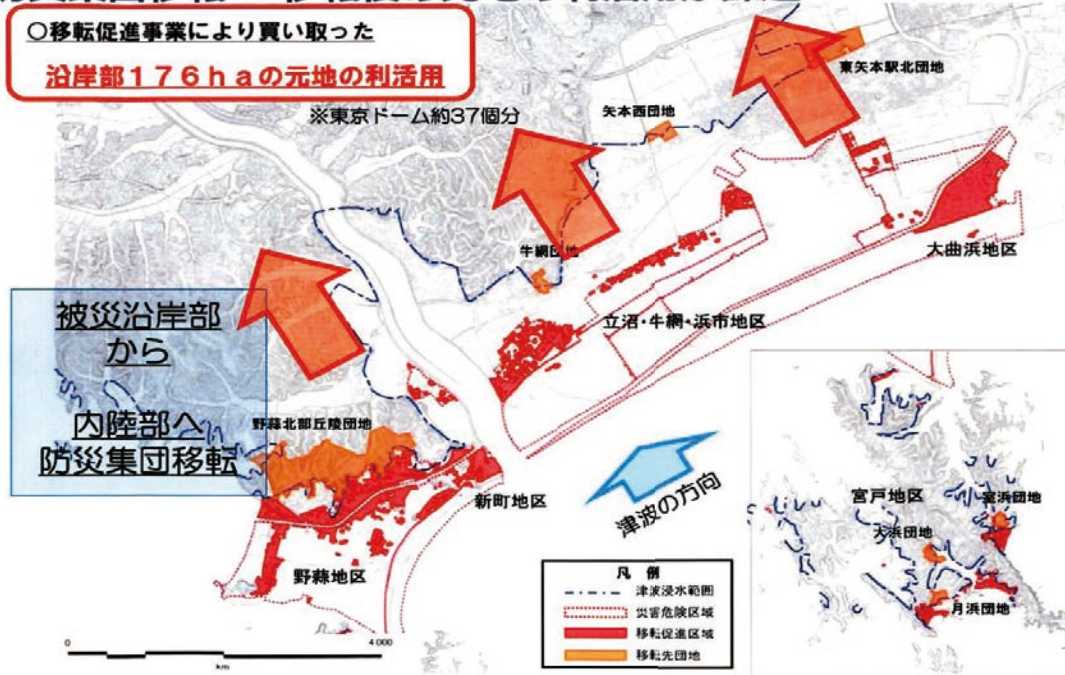 ○移転促進事業により買い取った
沿岸部176haの元地の利活用
※東京ドーム約37個分
東矢本駅北団地
矢本西団地
牛網団地
大曲浜地区
立沼・牛網・浜市地区
被災沿岸部
から
内陸部へ
防災集団移転
野蒜北部丘陵団地
新町地区
津波の方向
野蒜地区
宮戸地区
室浜団地
大浜団地
月浜団地
凡 例
津波浸水範囲
災害危険区域
移転促進区域
移転先団地
0 4,000
km